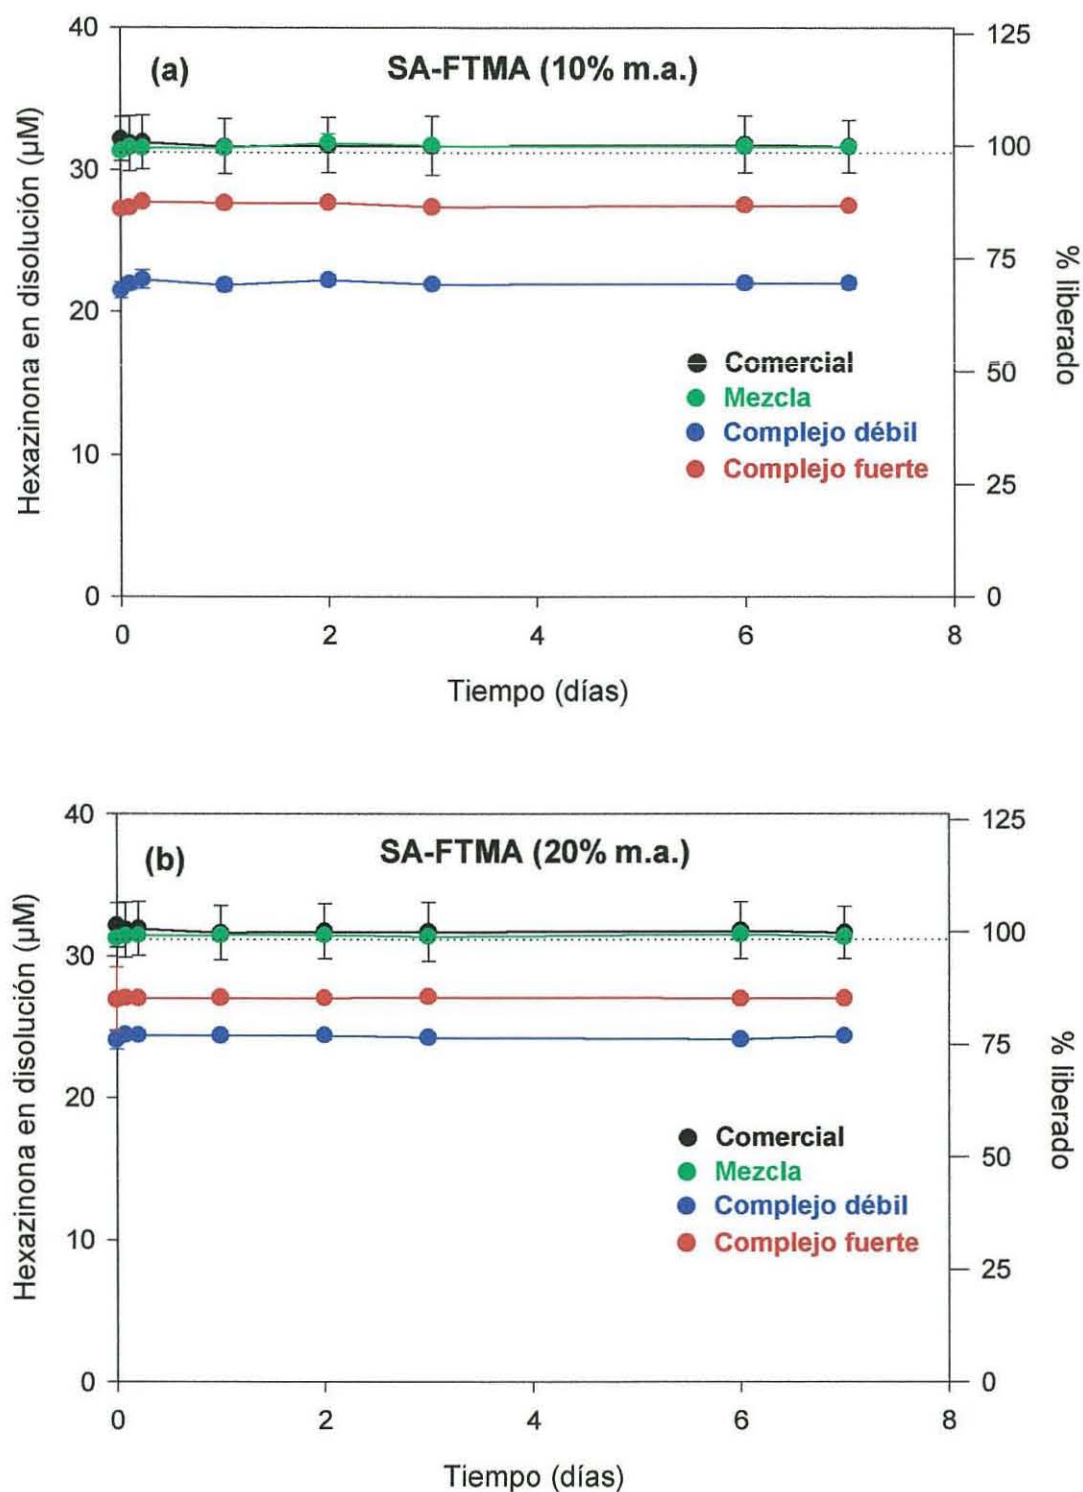 (a) SA-FTMA (10% m.a.)
Hexazinona en disolución (µM)
40
30
20
10
0
125
100
75
50
25
0
% liberado
Comercial
Mezcla
Complejo débil
Complejo fuerte
0 2 4 6 8
Tiempo (días)
(b) SA-FTMA (20% m.a.)
Hexazinona en disolución (µM)
40
30
20
10
0
125
100
75
50
25
0
% liberado
Comercial
Mezcla
Complejo débil
Complejo fuerte
0 2 4 6 8
Tiempo (días)